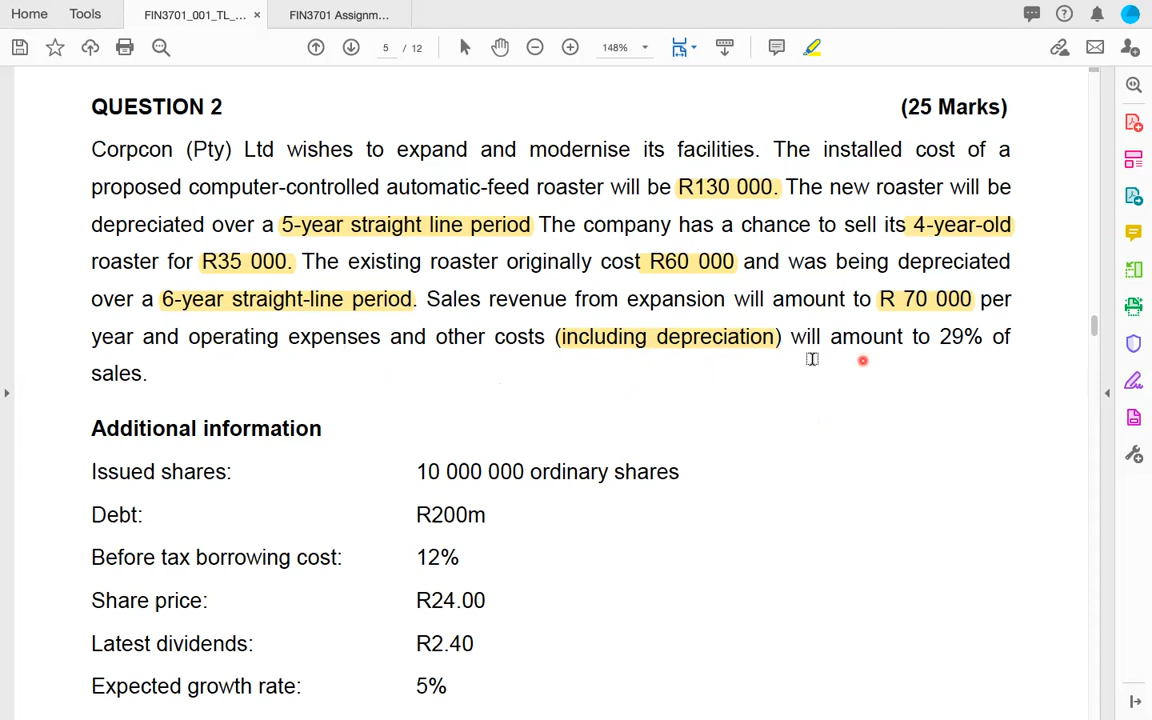 Home Tools FIN3701_001_TL_... × FIN3701 Assignm...
5 / 12 148%
QUESTION 2 (25 Marks)
Corpcon (Pty) Ltd wishes to expand and modernise its facilities. The installed cost of a
proposed computer-controlled automatic-feed roaster will be R130 000. The new roaster will be
depreciated over a 5-year straight line period The company has a chance to sell its 4-year-old
roaster for R35 000. The existing roaster originally cost R60 000 and was being depreciated
over a 6-year straight-line period. Sales revenue from expansion will amount to R 70 000 per
year and operating expenses and other costs (including depreciation) will amount to 29% of
sales.
Additional information
Issued shares: 10 000 000 ordinary shares
Debt: R200m
Before tax borrowing cost: 12%
Share price: R24.00
Latest dividends: R2.40
Expected growth rate: 5%